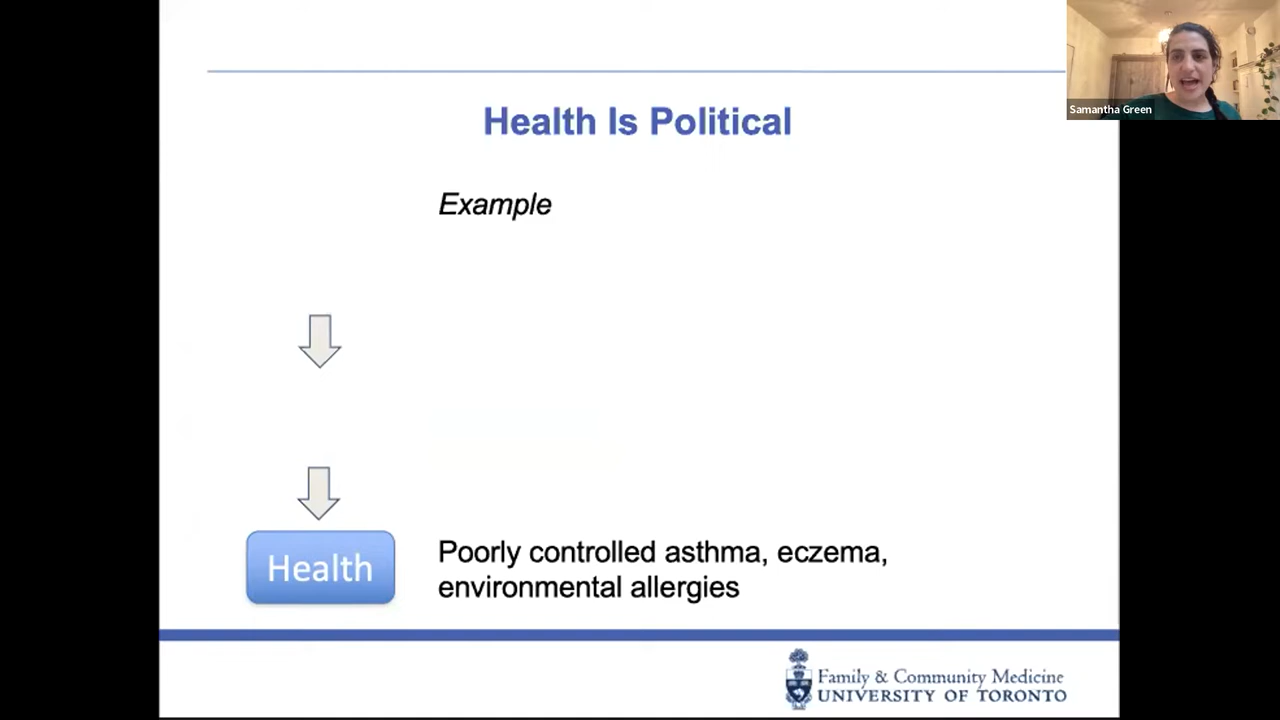 Health Is Political
Samantha Green
Example
Health
Poorly controlled asthma, eczema,
environmental allergies
Family & Community Medicine
UNIVERSITY OF TORONTO